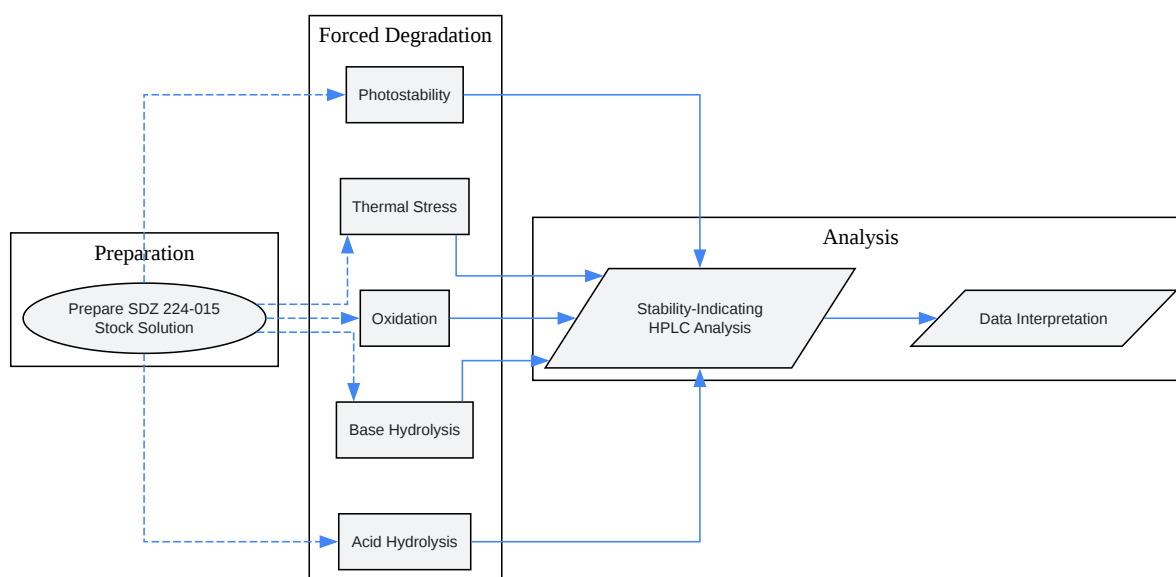 Forced Degradation
Photostability
Thermal Stress
Analysis
Preparation
Prepare SDZ 224-015
Stock Solution
Oxidation
Stability-Indicating
HPLC Analysis
Data Interpretation
Base Hydrolysis
Acid Hydrolysis